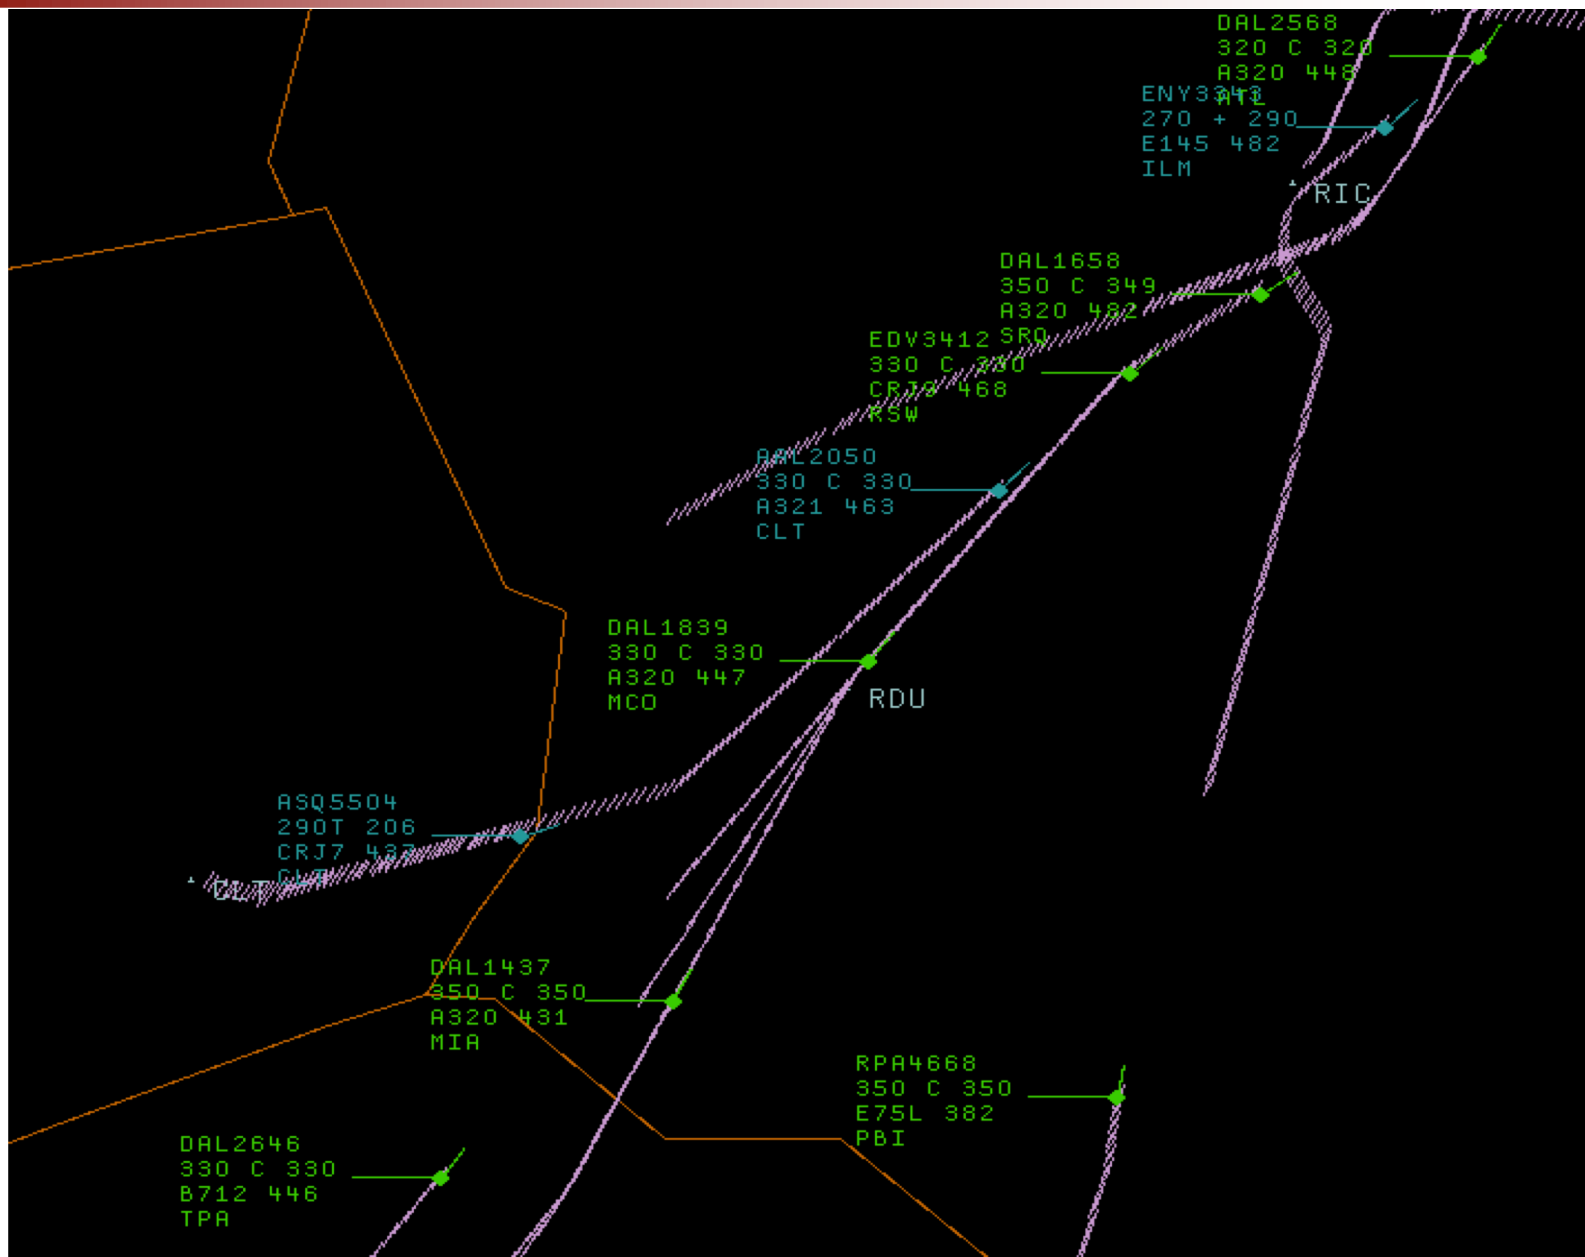 DAL2568
320 C 320
A320 448
ATL
ENY3343
270 + 290
E145 482
ILM
RIC
DAL1658
350 C 349
A320 482
SRQ
EDV3412
330 C 330
CRJ9 468
RSW
AAL2050
330 C 330
A321 463
CLT
DAL1839
330 C 330
A320 447
MCO
RDU
ASQ5504
290T 206
CRJ7 437
CLT
CLT
DAL1437
350 C 350
A320 431
MIA
RPA4668
350 C 350
E75L 382
PBI
DAL2646
330 C 330
B712 446
TPA